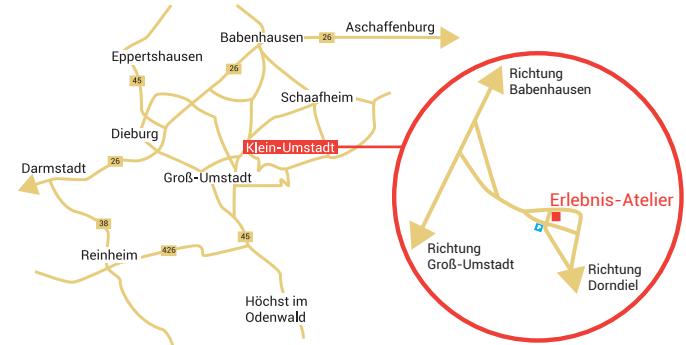 Aschaffenburg
Babenhausen
26
Eppertshausen
26
45
Schaafheim
Dieburg
Klein-Umstadt
26
Darmstadt
Groß-Umstadt
38
45
426
Reinheim
Höchst im
Odenwald
Richtung
Babenhausen
Erlebnis-Atelier
P
Richtung
Groß-Umstadt
Richtung
Dorndiel